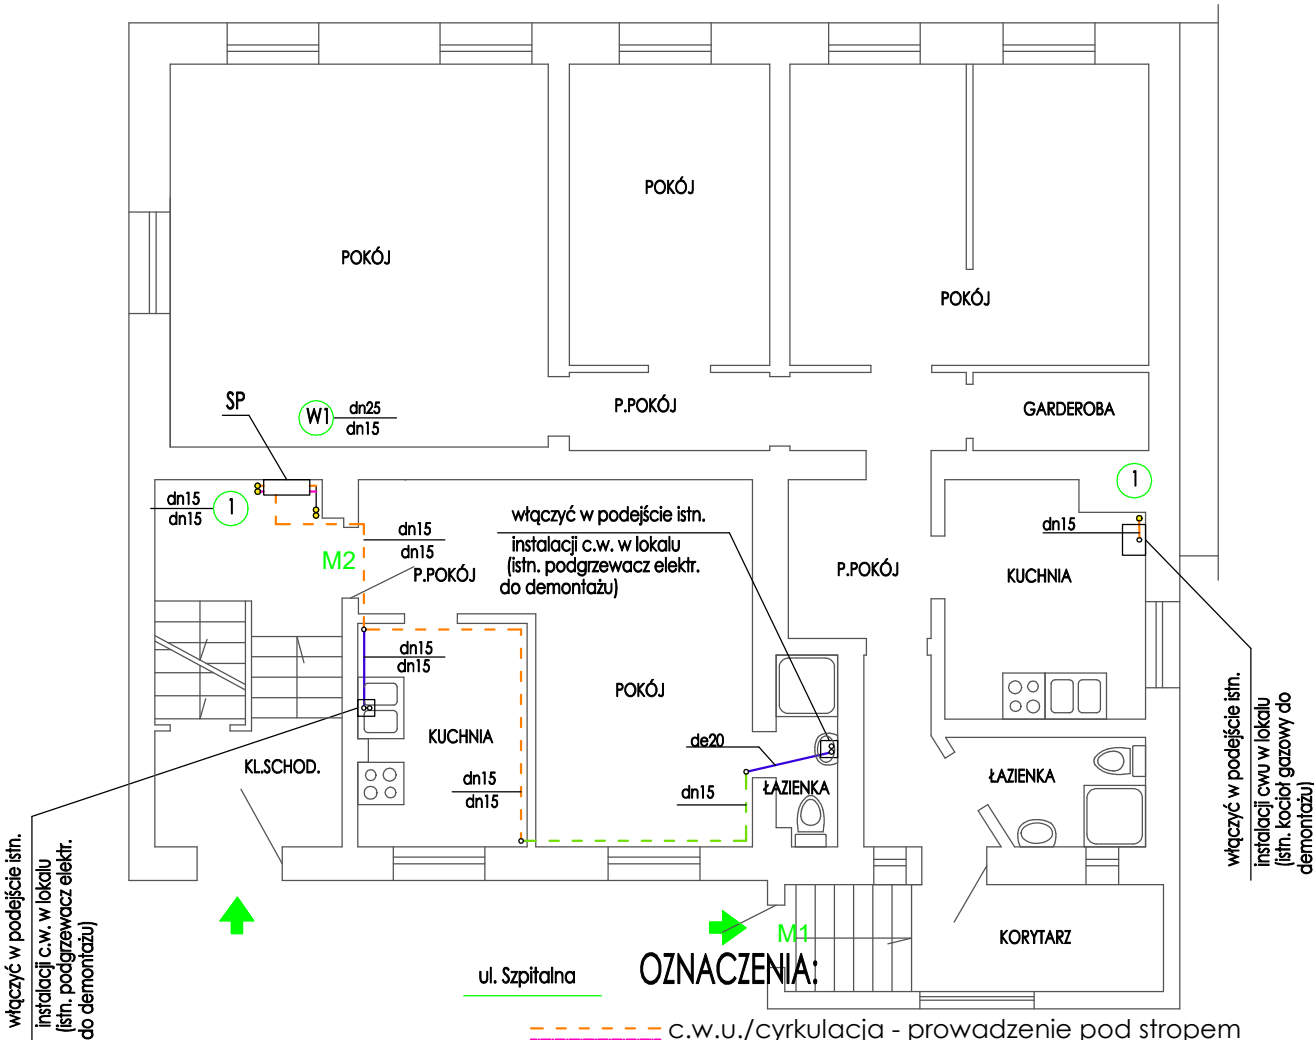 POKÓJ
POKÓJ
POKÓJ
SP
W1
dn25
dn15
P.POKÓJ
GARDEROBA
dn15
dn15
1
1
M2
dn15
dn15
P.POKÓJ
włączyć w podejście istn.
instalacji c.w. w lokalu
(istn. podgrzewacz elektr.
do demontażu)
dn15
P.POKÓJ
KUCHNIA
dn15
dn15
POKÓJ
KUCHNIA
KL.SCHOD.
de20
dn15
dn15
dn15
ŁAZIENKA
ŁAZIENKA
włączyć w podejście istn.
instalacji cwu w lokalu
(istn. kocioł gazowy do
demontażu)
włączyć w podejście istn.
instalacji c.w. w lokalu
(istn. podgrzewacz elektr.
do demontażu)
M1
KORYTARZ
ul. Szpitalna
OZNACZENIA:
c.w.u./cyrkulacja - prowadzenie pod stropem